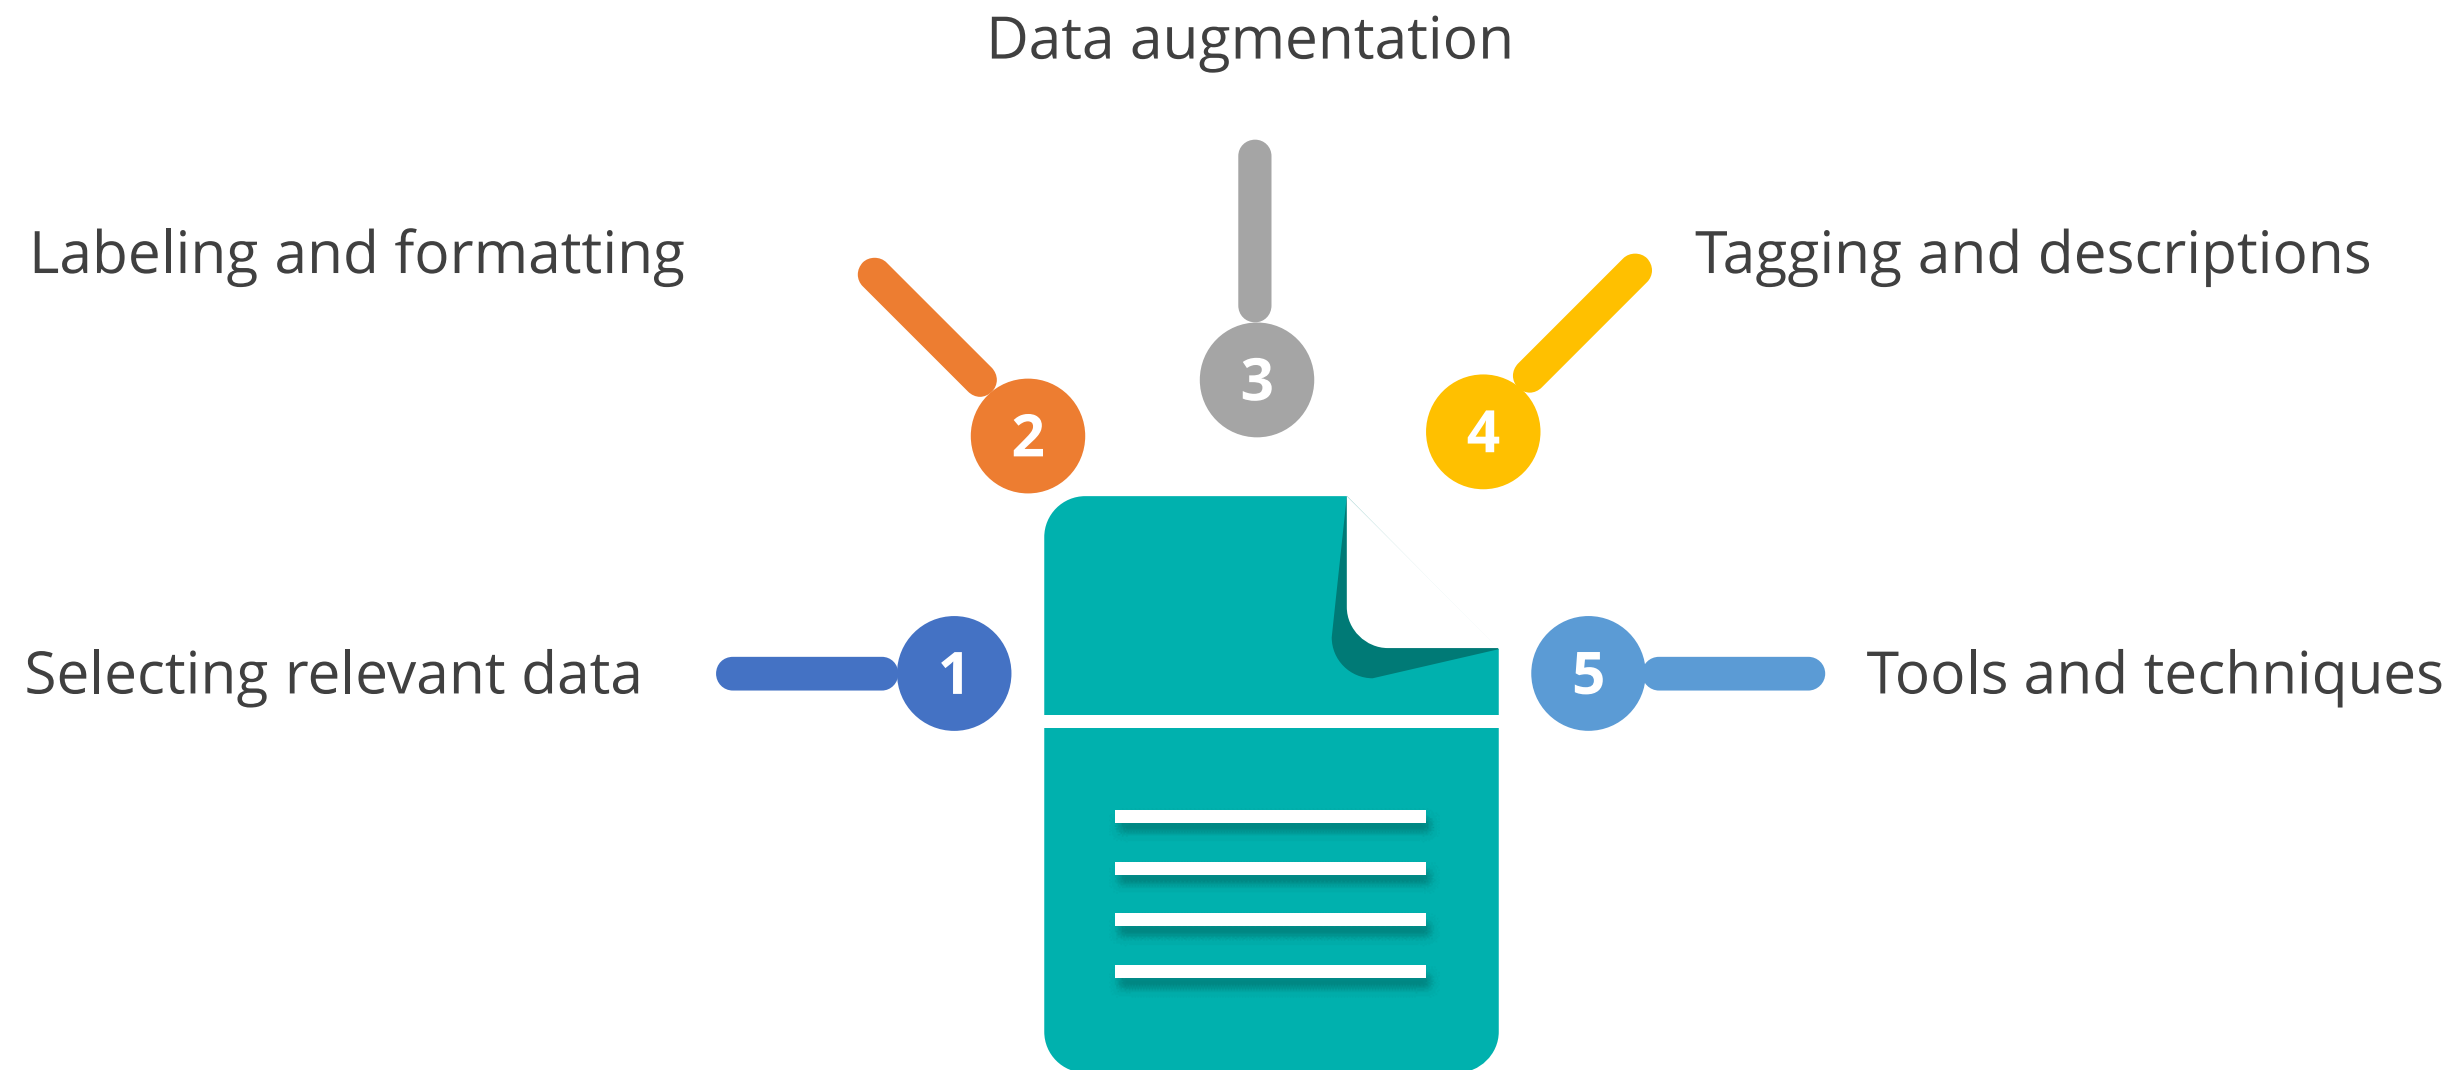 Data augmentation
Labeling and formatting
Tagging and descriptions
3
4
2
Selecting relevant data
1
5
Tools and techniques